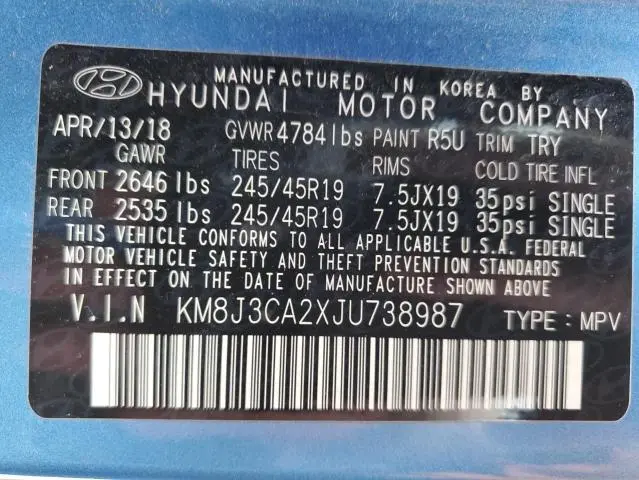 MANUFACTURED IN KOREA BY
HYUNDAI MOTOR COMPANY
APR/13/18 GVWR 4784 lbs PAINT R5U TRIM TRY
GAWR TIRES RIMS COLD TIRE INFL
FRONT 2646 lbs 245/45R19 7.5JX19 35psi SINGLE
REAR 2535 lbs 245/45R19 7.5JX19 35psi SINGLE
THIS VEHICLE CONFORMS TO ALL APPLICABLE U.S.A. FEDERAL
MOTOR VEHICLE SAFETY AND THEFT PREVENTION STANDARDS
IN EFFECT ON THE DATE OF MANUFACTURE SHOWN ABOVE
V.I.N KM8J3CA2XJU738987 TYPE : MPV